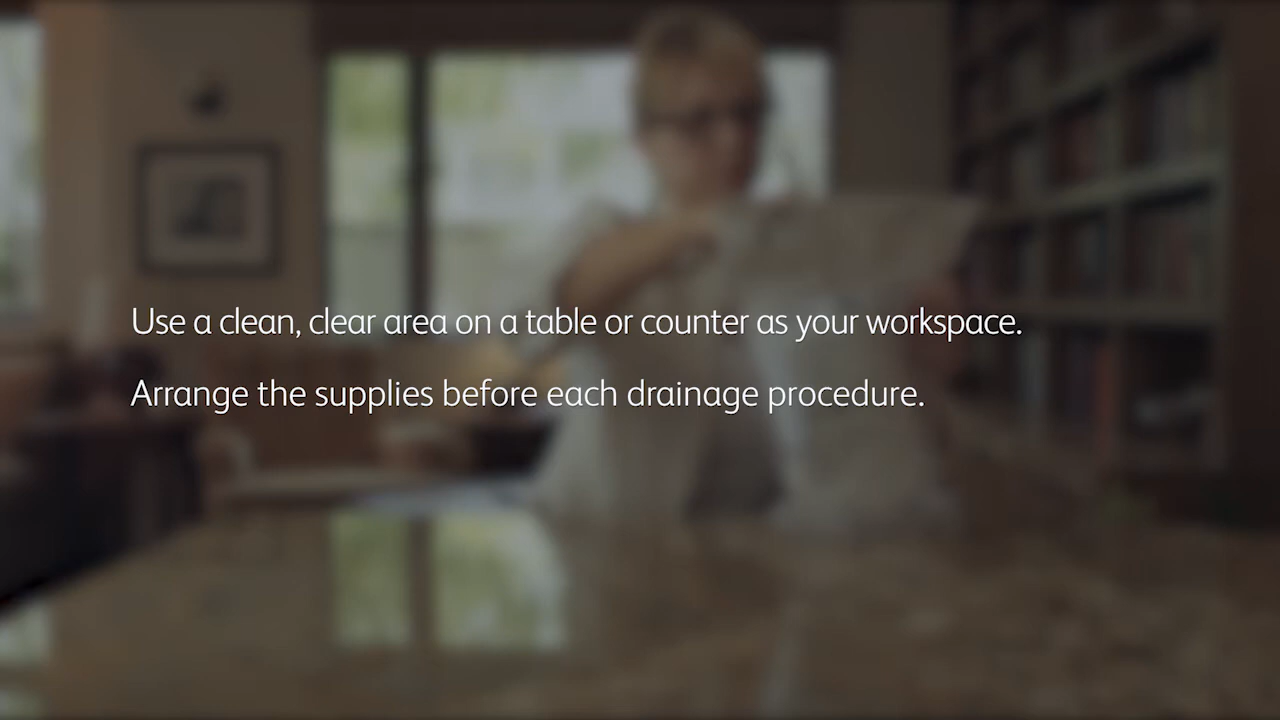 Use a clean, clear area on a table or counter as your workspace.
Arrange the supplies before each drainage procedure.